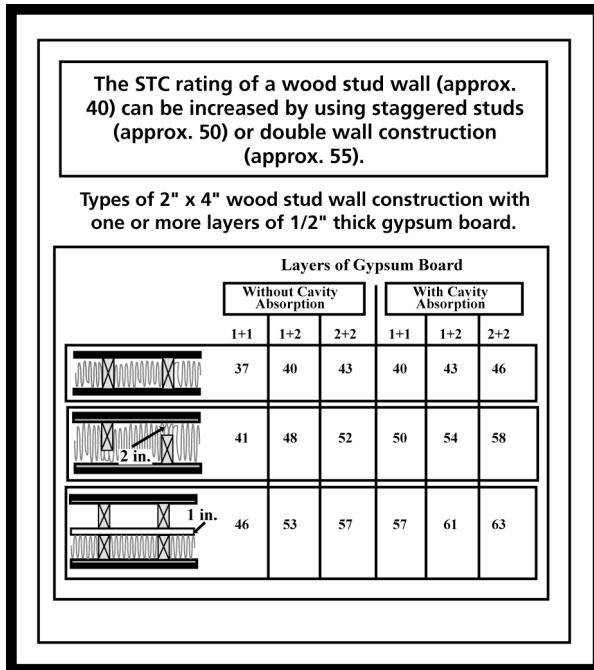 The STC rating of a wood stud wall (approx.
40) can be increased by using staggered studs
(approx. 50) or double wall construction
(approx. 55).
Types of 2" x 4" wood stud wall construction with
one or more layers of 1/2" thick gypsum board.
Layers of Gypsum Board
Without Cavity Absorption With Cavity Absorption
1+1 1+2 2+2 1+1 1+2 2+2
37 40 43 40 43 46
2 in. 41 48 52 50 54 58
1 in. 46 53 57 57 61 63